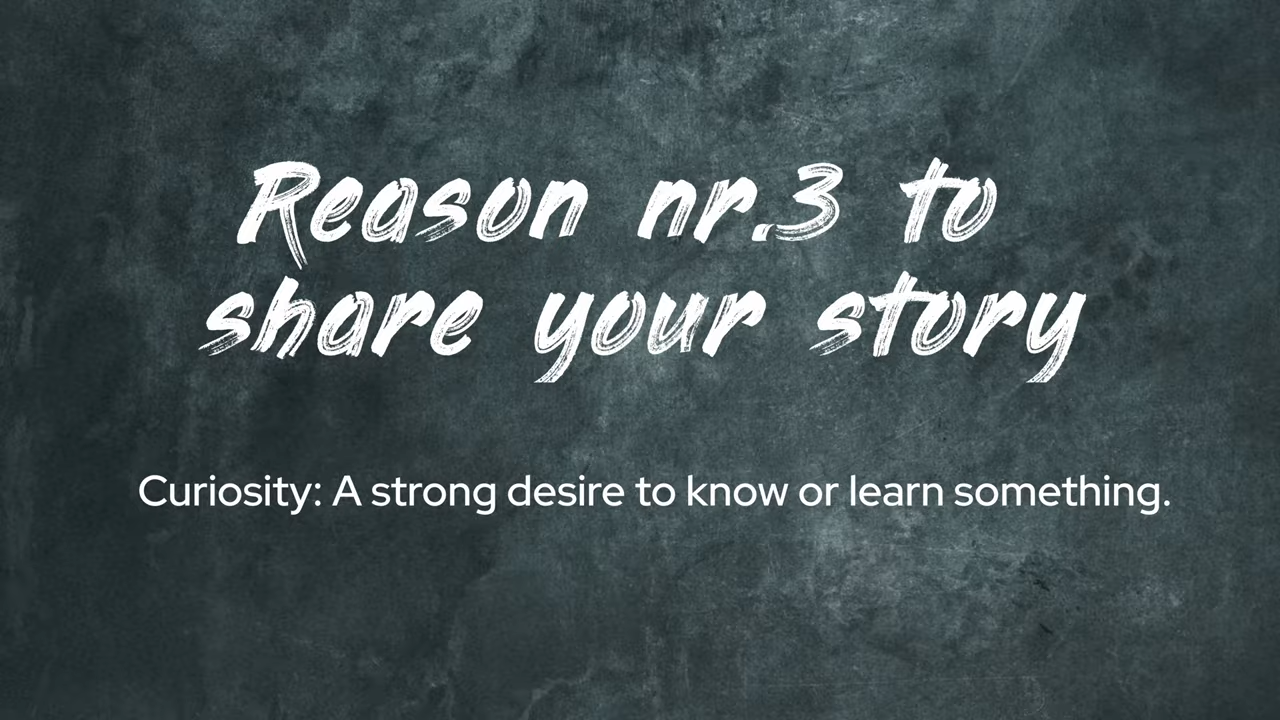 Reason nr.3 to
share your story
Curiosity: A strong desire to know or learn something.